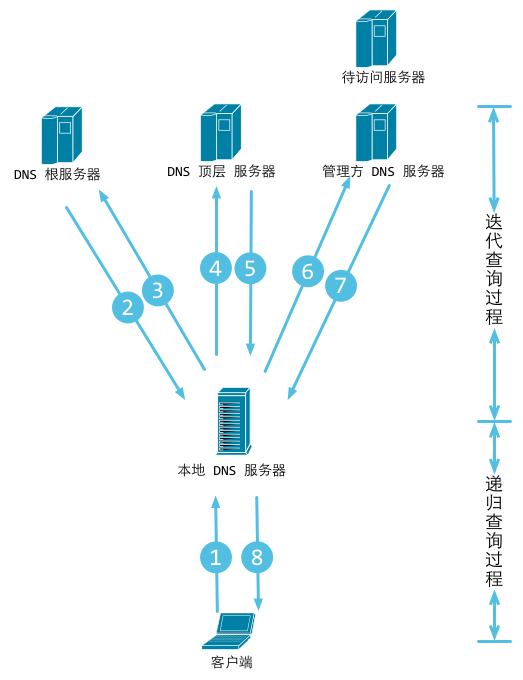 待访问服务器
DNS 根服务器
DNS 顶层 服务器
管理方 DNS 服务器
迭代查询过程
4
5
6
7
3
2
本地 DNS 服务器
递归查询过程
1
8
客户端